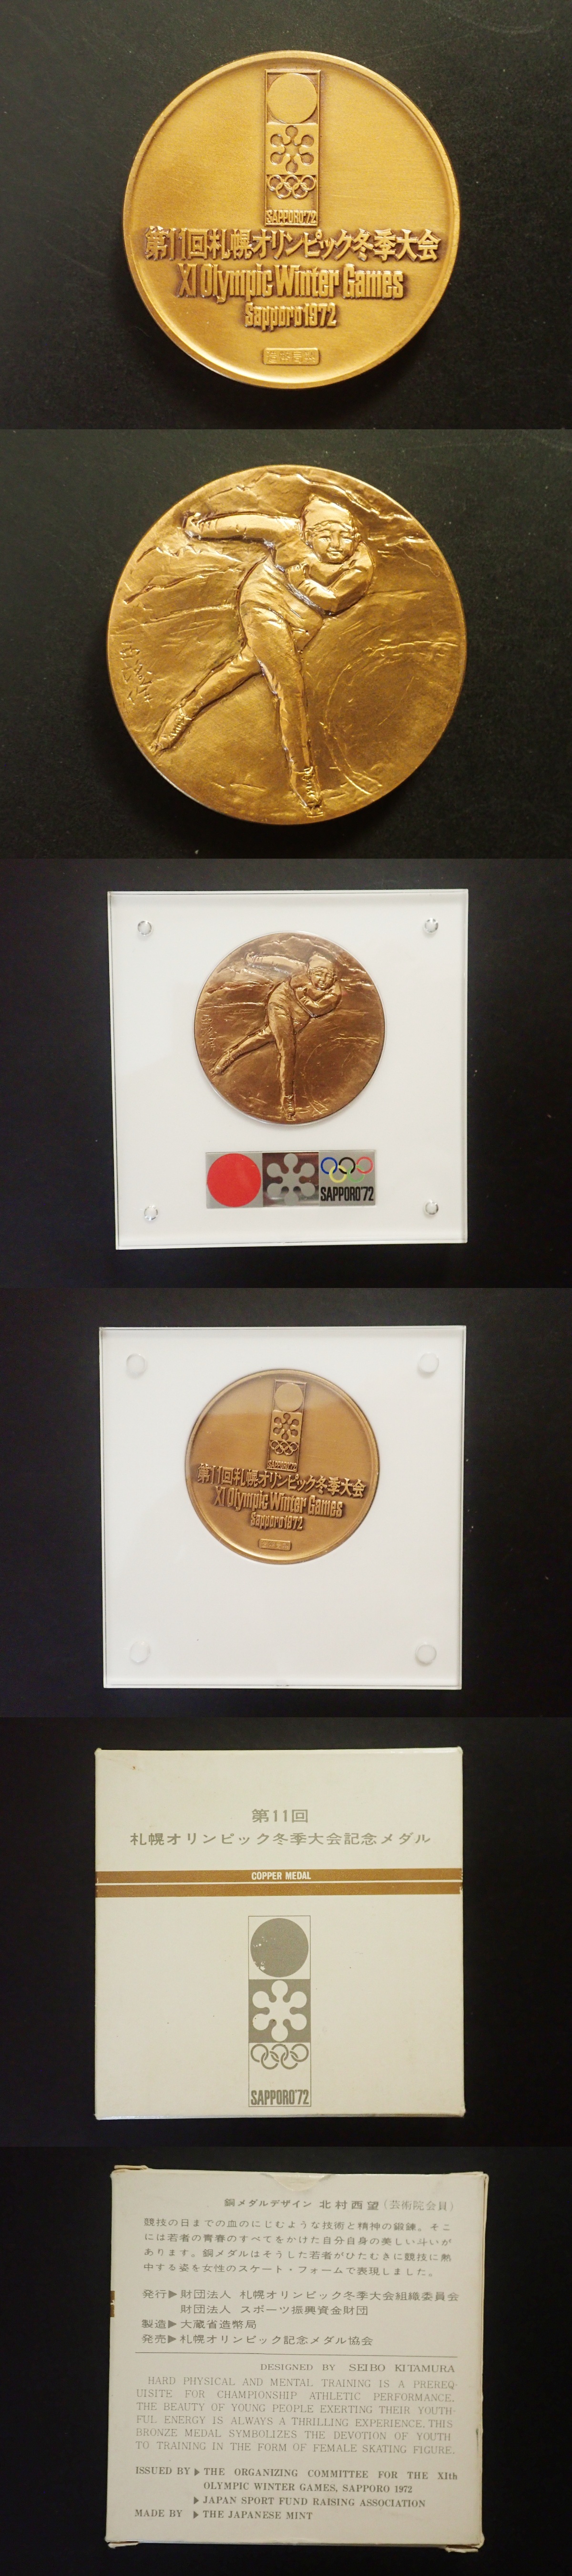 SAPPORO'72
第11回札幌オリンピック冬季大会
XI Olympic Winter Games
Sapporo 1972
SAPPORO'72
SAPPORO'72
第11回札幌オリンピック冬季大会
XI Olympic Winter Games
Sapporo 1972
第11回
札幌オリンピック冬季大会記念メダル
COPPER MEDAL
SAPPORO'72
銅メダルデザイン 北村西望(芸術院会員)
競技の日までの血のにじむような技術と精神の鍛錬。そこ
には若者の青春のすべてをかけた自分自身の美しい斗いが
あります。銅メダルはそうした若者がひたむきに競技に熱
中する姿を女性のスケート・フォームで表現しました。
発行▶財団法人 札幌オリンピック冬季大会組織委員会
財団法人 スポーツ振興資金財団
製造▶大蔵省造幣局
発売▶札幌オリンピック記念メダル協会
DESIGNED BY SEIBO KITAMURA
HARD PHYSICAL AND MENTAL TRAINING IS A PREREQ-
UISITE FOR CHAMPIONSHIP ATHLETIC PERFORMANCE.
THE BEAUTY OF YOUNG PEOPLE EXERTING THEIR YOUTH-
FUL ENERGY IS ALWAYS A THRILLING EXPERIENCE. THIS
BRONZE MEDAL SYMBOLIZES THE DEVOTION OF YOUTH
TO TRAINING IN THE FORM OF FEMALE SKATING FIGURE.
ISSUED BY ▶ THE ORGANIZING COMMITTEE FOR THE XIth
OLYMPIC WINTER GAMES, SAPPORO 1972
▶ JAPAN SPORT FUND RAISING ASSOCIATION
MADE BY ▶ THE JAPANESE MINT